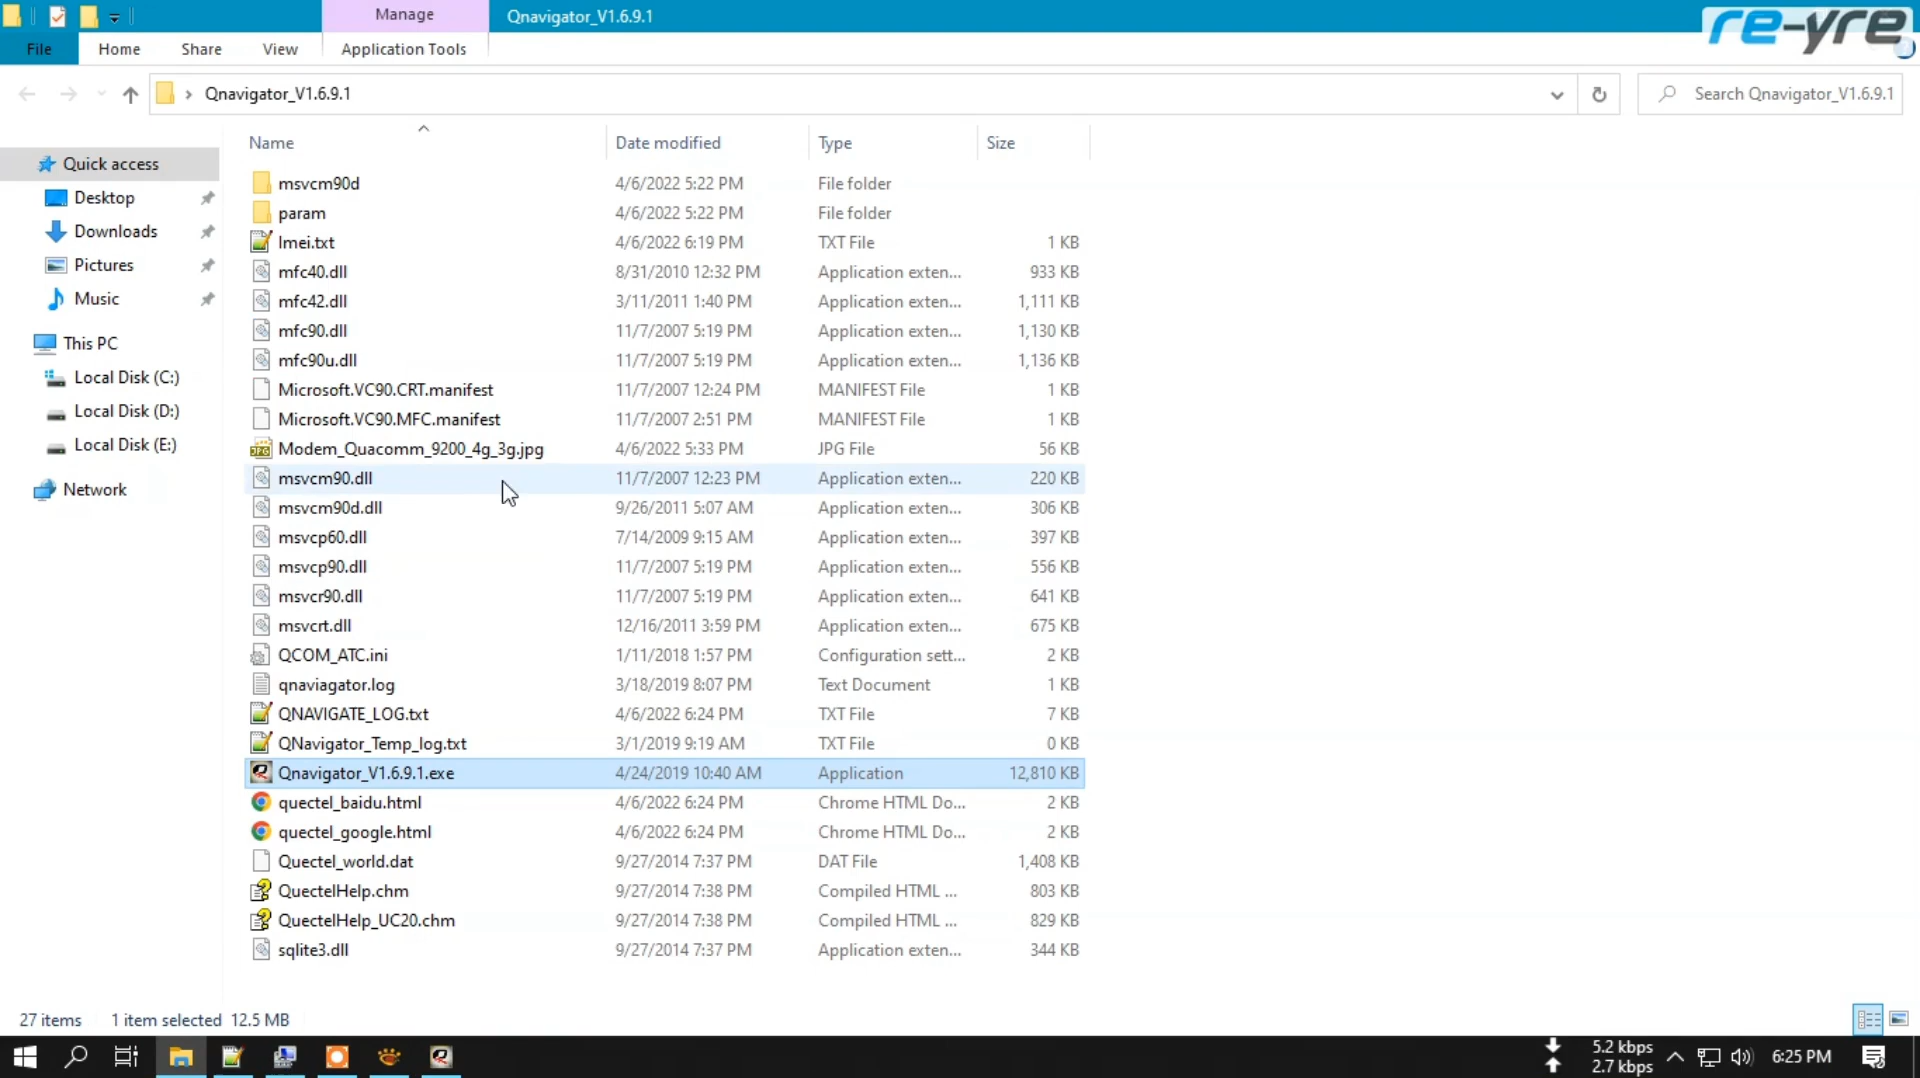 Manage
Qnavigator_V1.6.9.1
re-yre
File
Home
Share
View
Application Tools
Qnavigator_V1.6.9.1
Search Qnavigator_V1.6.9.1
Name
Date modified
Type
Size
Quick access
Desktop
Downloads
Pictures
Music
This PC
Local Disk (C:)
Local Disk (D:)
Local Disk (E:)
Network
msvcm90d 4/6/2022 5:22 PM File folder
param 4/6/2022 5:22 PM File folder
Imei.txt 4/6/2022 6:19 PM TXT File 1 KB
mfc40.dll 8/31/2010 12:32 PM Application exten... 933 KB
mfc42.dll 3/11/2011 1:40 PM Application exten... 1,111 KB
mfc90.dll 11/7/2007 5:19 PM Application exten... 1,130 KB
mfc90u.dll 11/7/2007 5:19 PM Application exten... 1,136 KB
Microsoft.VC90.CRT.manifest 11/7/2007 12:24 PM MANIFEST File 1 KB
Microsoft.VC90.MFC.manifest 11/7/2007 2:51 PM MANIFEST File 1 KB
Modem_Quacomm_9200_4g_3g.jpg 4/6/2022 5:33 PM JPG File 56 KB
msvcm90.dll 11/7/2007 12:23 PM Application exten... 220 KB
msvcm90d.dll 9/26/2011 5:07 AM Application exten... 306 KB
msvcp60.dll 7/14/2009 9:15 AM Application exten... 397 KB
msvcp90.dll 11/7/2007 5:19 PM Application exten... 556 KB
msvcr90.dll 11/7/2007 5:19 PM Application exten... 641 KB
msvcrt.dll 12/16/2011 3:59 PM Application exten... 675 KB
QCOM_ATC.ini 1/11/2018 1:57 PM Configuration sett... 2 KB
qnaviagator.log 3/18/2019 8:07 PM Text Document 1 KB
QNAVIGATE_LOG.txt 4/6/2022 6:24 PM TXT File 7 KB
QNavigator_Temp_log.txt 3/1/2019 9:19 AM TXT File 0 KB
Qnavigator_V1.6.9.1.exe 4/24/2019 10:40 AM Application 12,810 KB
quectel_baidu.html 4/6/2022 6:24 PM Chrome HTML Do... 2 KB
quectel_google.html 4/6/2022 6:24 PM Chrome HTML Do... 2 KB
Quectel_world.dat 9/27/2014 7:37 PM DAT File 1,408 KB
QuectelHelp.chm 9/27/2014 7:38 PM Compiled HTML ... 803 KB
QuectelHelp_UC20.chm 9/27/2014 7:38 PM Compiled HTML ... 829 KB
sqlite3.dll 9/27/2014 7:37 PM Application exten... 344 KB
27 items 1 item selected 12.5 MB
5.2 kbps
2.7 kbps
6:25 PM